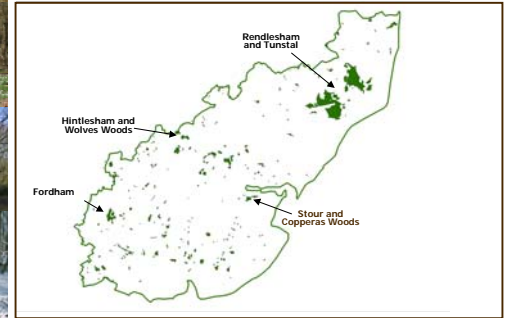 Rendlesham
and Tunstal
Hintlesham and
Wolves Woods
Fordham
Stour and
Copperas Woods